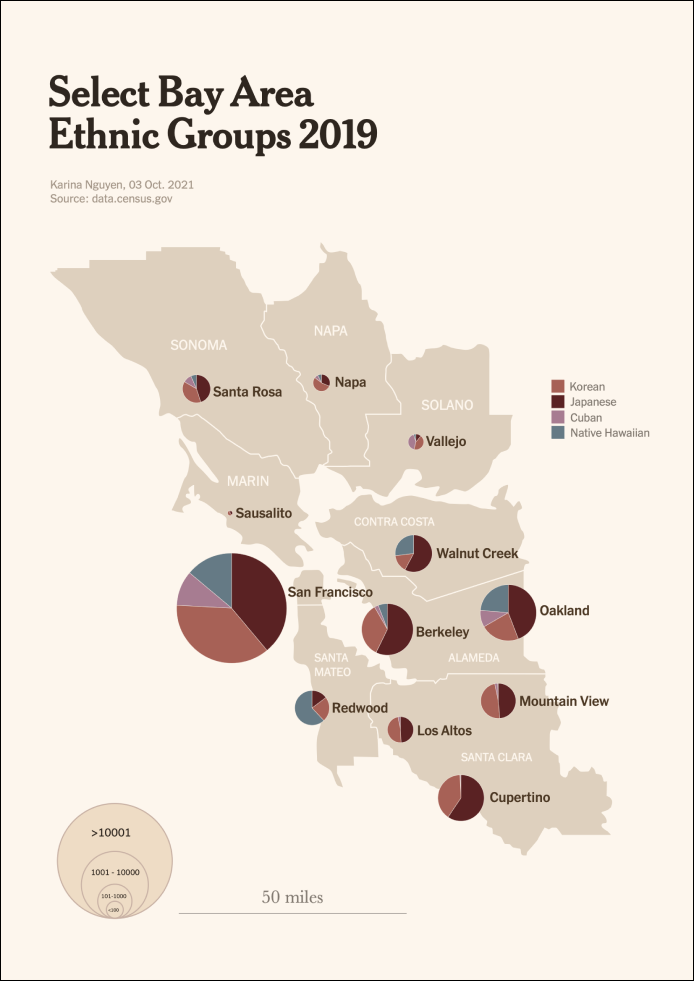 Select Bay Area
Ethnic Groups 2019
Karina Nguyen, 03 Oct. 2021
Source: data.census.gov
SONOMA
NAPA
Santa Rosa
Napa
SOLANO
Vallejo
Korean
Japanese
Cuban
Native Hawaiian
MARIN
Sausalito
CONTRA COSTA
Walnut Creek
San Francisco
Oakland
Berkeley
SANTA
MATEO
ALAMEDA
Redwood
Mountain View
Los Altos
SANTA CLARA
Cupertino
>10001
1001 - 10000
101-1000
<100
50 miles